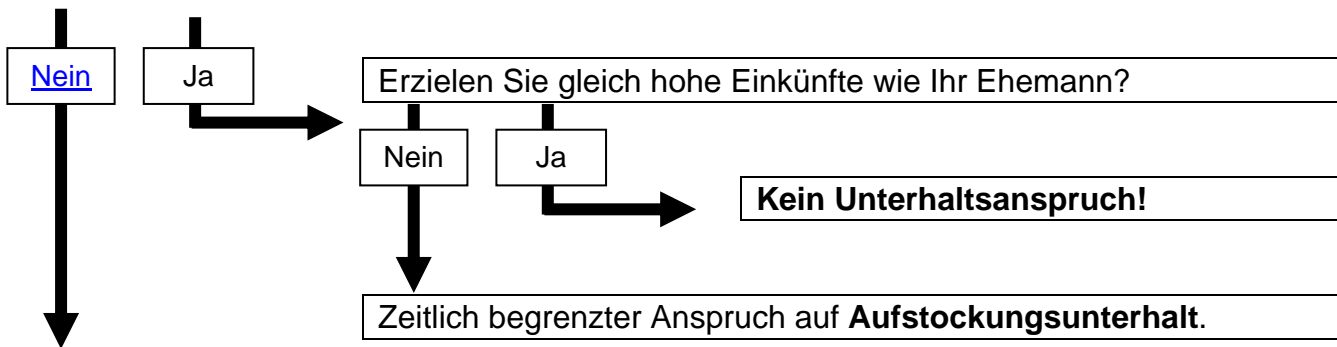 Nein
Ja
Erzielen Sie gleich hohe Einkünfte wie Ihr Ehemann?
Nein
Ja
Kein Unterhaltsanspruch!
Zeitlich begrenzter Anspruch auf Aufstockungsunterhalt.